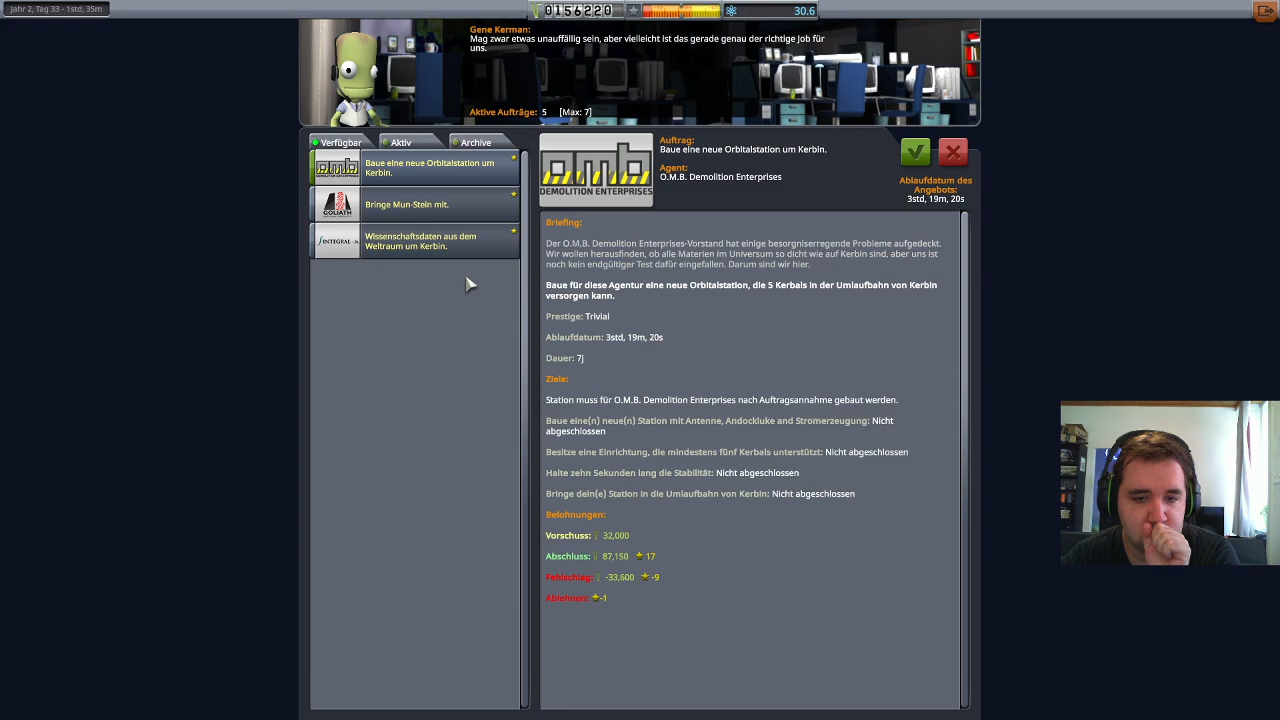 Jahr 2, Tag 33 - 1std, 35m
0156220
30.6
Gene Kerman:
Mag zwar etwas unauffällig sein, aber vielleicht ist das gerade genau der richtige Job für
uns.
Aktive Aufträge: 5 [Max: 7]
Verfügbar
Aktiv
Archive
omb
DEMOLITION ENTERPRISES
Baue eine neue Orbitalstation um
Kerbin.
GOLIATH
Bringe Mun-Stein mit.
INTEGRAL
Wissenschaftsdaten aus dem
Weltraum um Kerbin.
omb
DEMOLITION ENTERPRISES
Auftrag:
Baue eine neue Orbitalstation um Kerbin.
Agent:
O.M.B. Demolition Enterprises
Ablaufdatum des
Angebots:
3std, 19m, 20s
Briefing:
Der O.M.B. Demolition Enterprises-Vorstand hat einige besorgniserregende Probleme aufgedeckt.
Wir wollen herausfinden, ob alle Materien im Universum so dicht wie auf Kerbin sind, aber uns ist
noch kein endgültiger Test dafür eingefallen. Darum sind wir hier.
Baue für diese Agentur eine neue Orbitalstation, die 5 Kerbals in der Umlaufbahn von Kerbin
versorgen kann.
Prestige: Trivial
Ablaufdatum: 3std, 19m, 20s
Dauer: 7j
Ziele:
Station muss für O.M.B. Demolition Enterprises nach Auftragsannahme gebaut werden.
Baue eine(n) neue(n) Station mit Antenne, Andockluke and Stromerzeugung: Nicht
abgeschlossen
Besitze eine Einrichtung, die mindestens fünf Kerbals unterstützt: Nicht abgeschlossen
Halte zehn Sekunden lang die Stabilität: Nicht abgeschlossen
Bringe dein(e) Station in die Umlaufbahn von Kerbin: Nicht abgeschlossen
Belohnungen:
Vorschuss: 32,000
Abschluss: 87,150 17
Fehlschlag: -33,600 -9
Ablehnen: -1